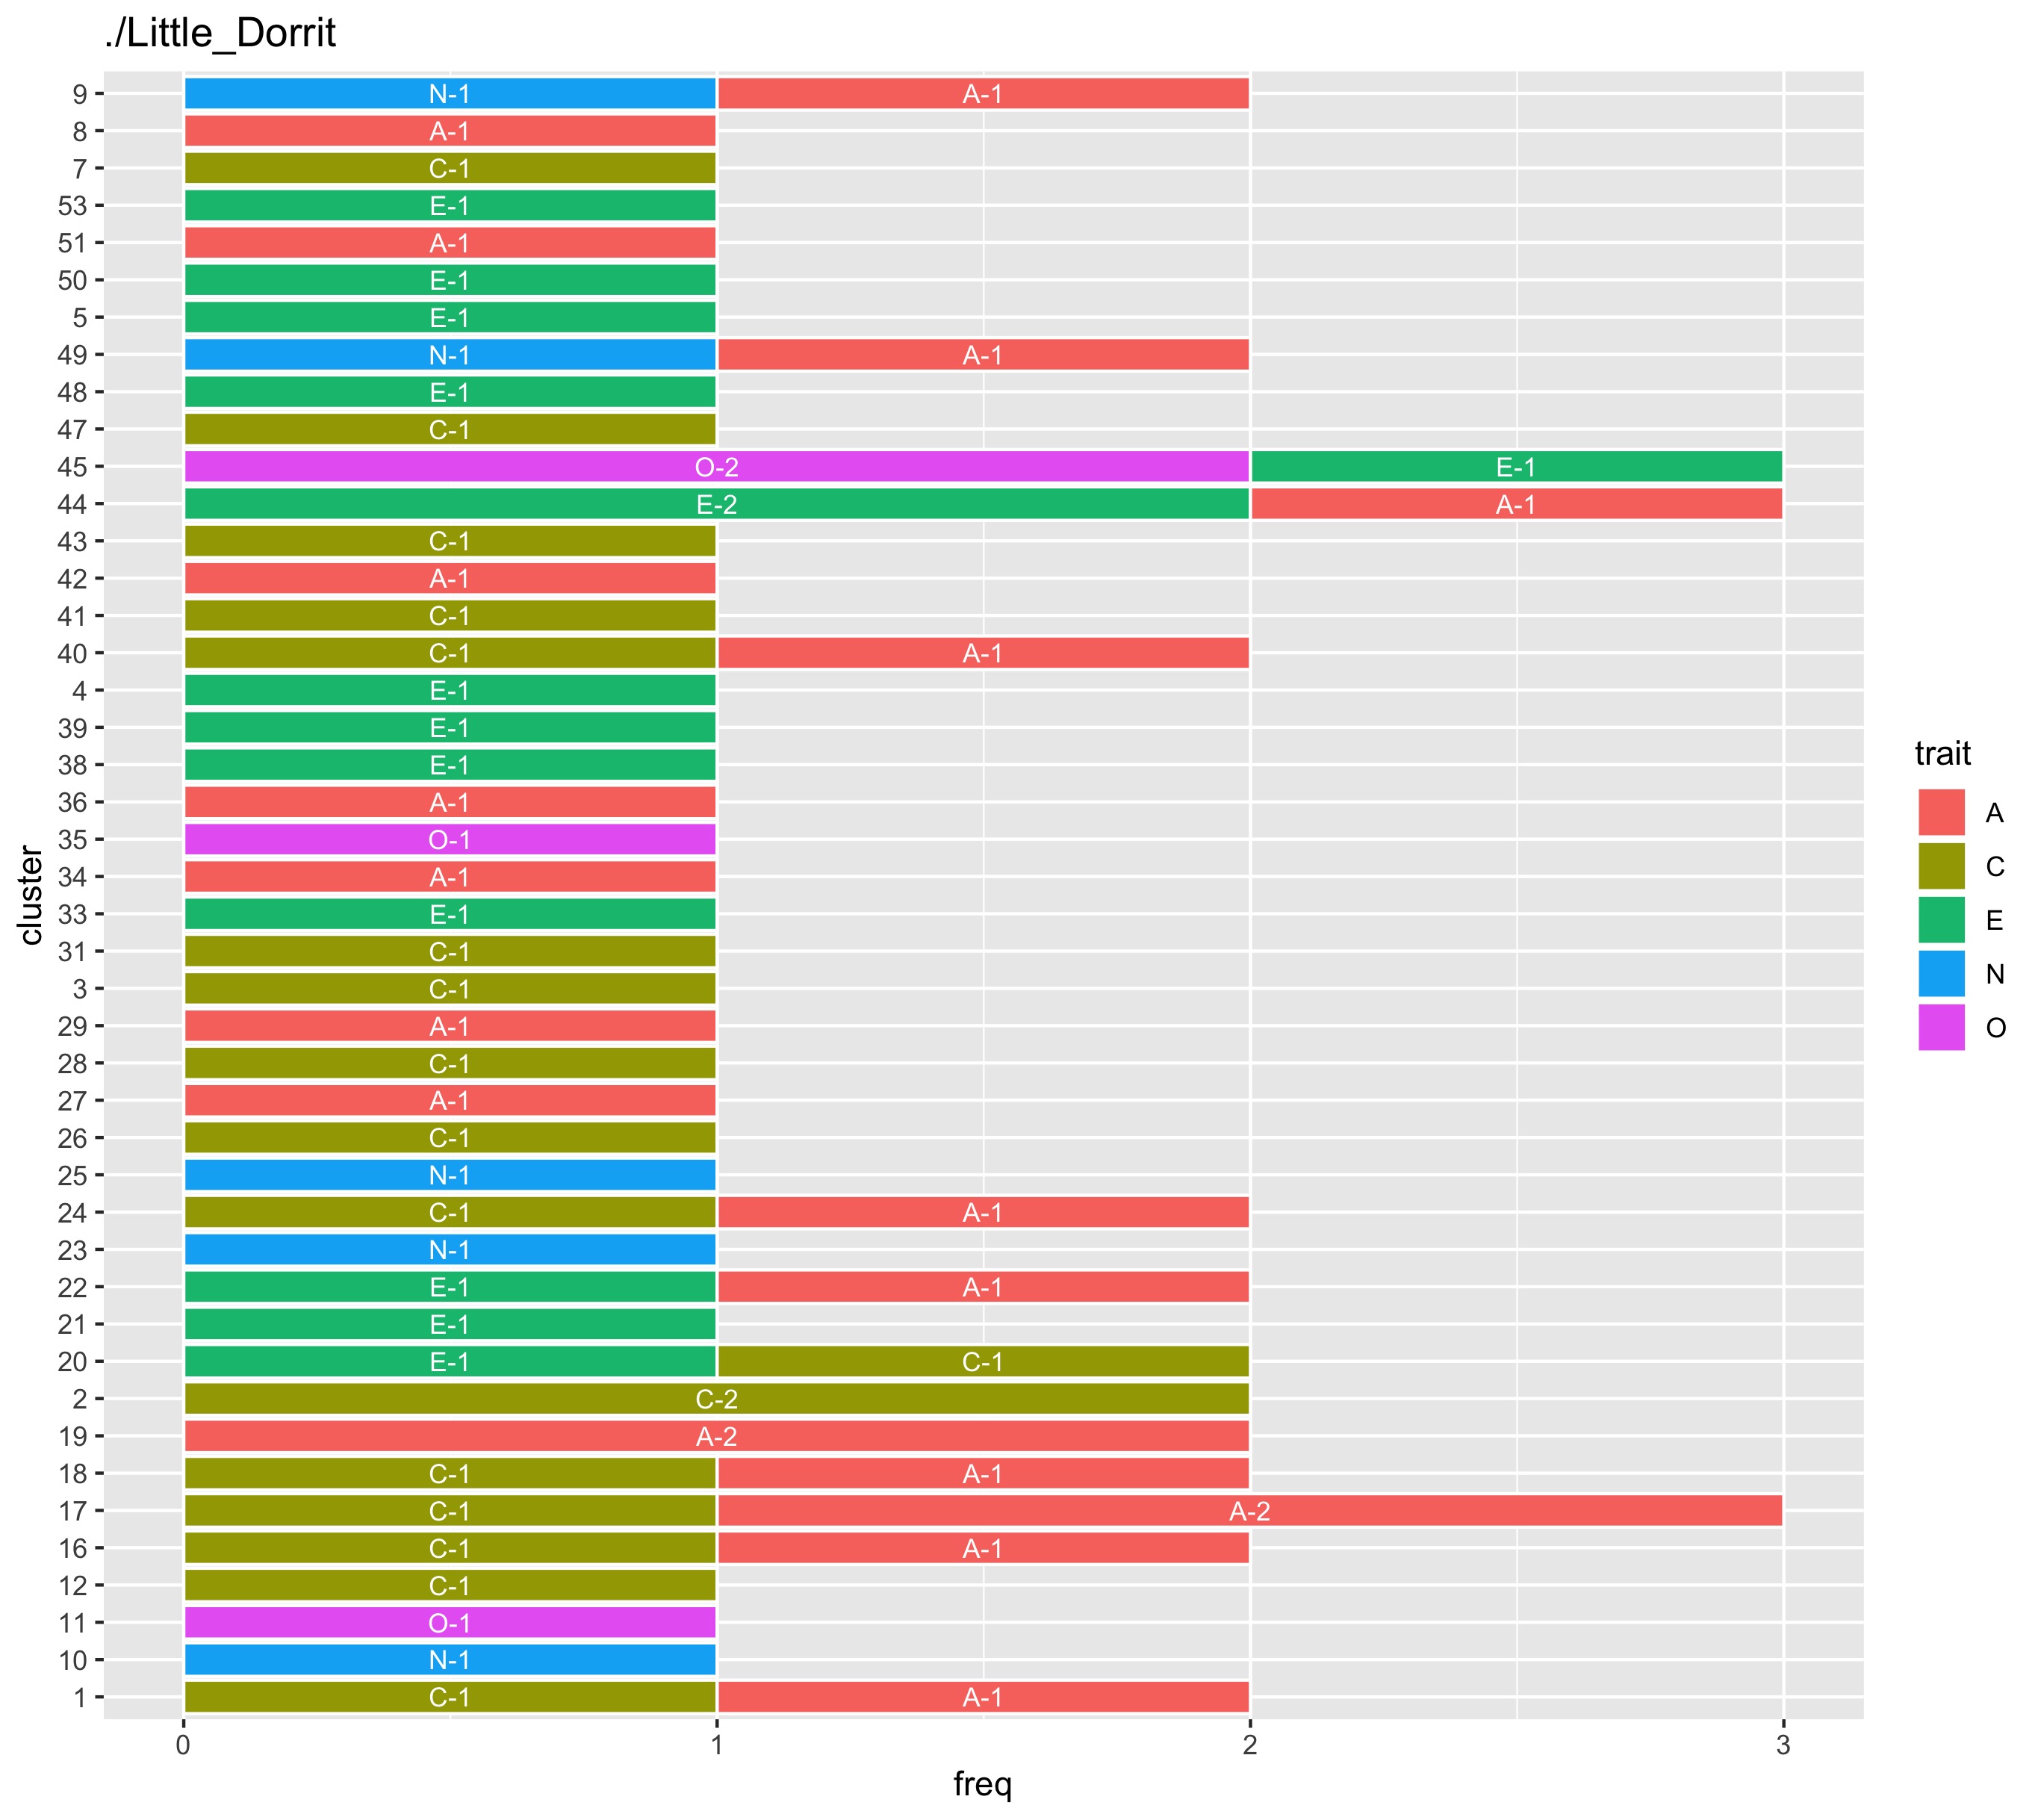 ./Little_Dorrit
9 N-1 A-1
8 A-1
7 C-1
53 E-1
51 A-1
50 E-1
5 E-1
49 N-1 A-1
48 E-1
47 C-1
45 O-2 E-1
44 E-2 A-1
43 C-1
42 A-1
41 C-1
40 C-1 A-1
4 E-1
39 E-1
38 E-1
36 A-1
35 O-1
34 A-1
33 E-1
31 C-1
3 C-1
29 A-1
28 C-1
27 A-1
26 C-1
25 N-1
24 C-1 A-1
23 N-1
22 E-1 A-1
21 E-1
20 E-1 C-1
2 C-2
19 A-2
18 C-1 A-1
17 C-1 A-2
16 C-1 A-1
12 C-1
11 O-1
10 N-1
1 C-1 A-1
0 1 2 3
freq
cluster
trait
A
C
E
N
O